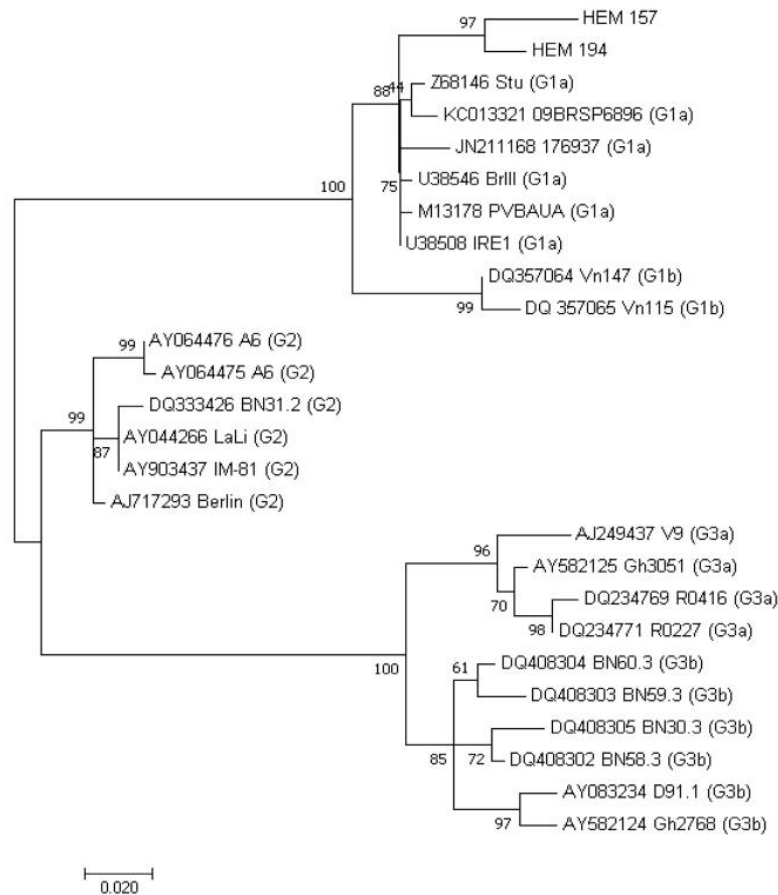 HEM 157
97
HEM 194
Z68146 Stu (G1a)
88
44
KC013321 09BRSP6896 (G1a)
JN211168 176937 (G1a)
U38546 BrIII (G1a)
100
75
M13178 PVBAUA (G1a)
U38508 IRE1 (G1a)
DQ357064 Vn147 (G1b)
99
DQ 357065 Vn115 (G1b)
AY064476 A6 (G2)
99
AY064475 A6 (G2)
DQ333426 BN31.2 (G2)
99
AY044266 LaLi (G2)
87
AY903437 IM-81 (G2)
AJ717293 Berlin (G2)
AJ249437 V9 (G3a)
96
AY582125 Gh3051 (G3a)
70
DQ234769 R0416 (G3a)
98
DQ234771 R0227 (G3a)
100
DQ408304 BN60.3 (G3b)
61
DQ408303 BN59.3 (G3b)
DQ408305 BN30.3 (G3b)
85
72
DQ408302 BN58.3 (G3b)
AY083234 D91.1 (G3b)
97
AY582124 Gh2768 (G3b)
0.020